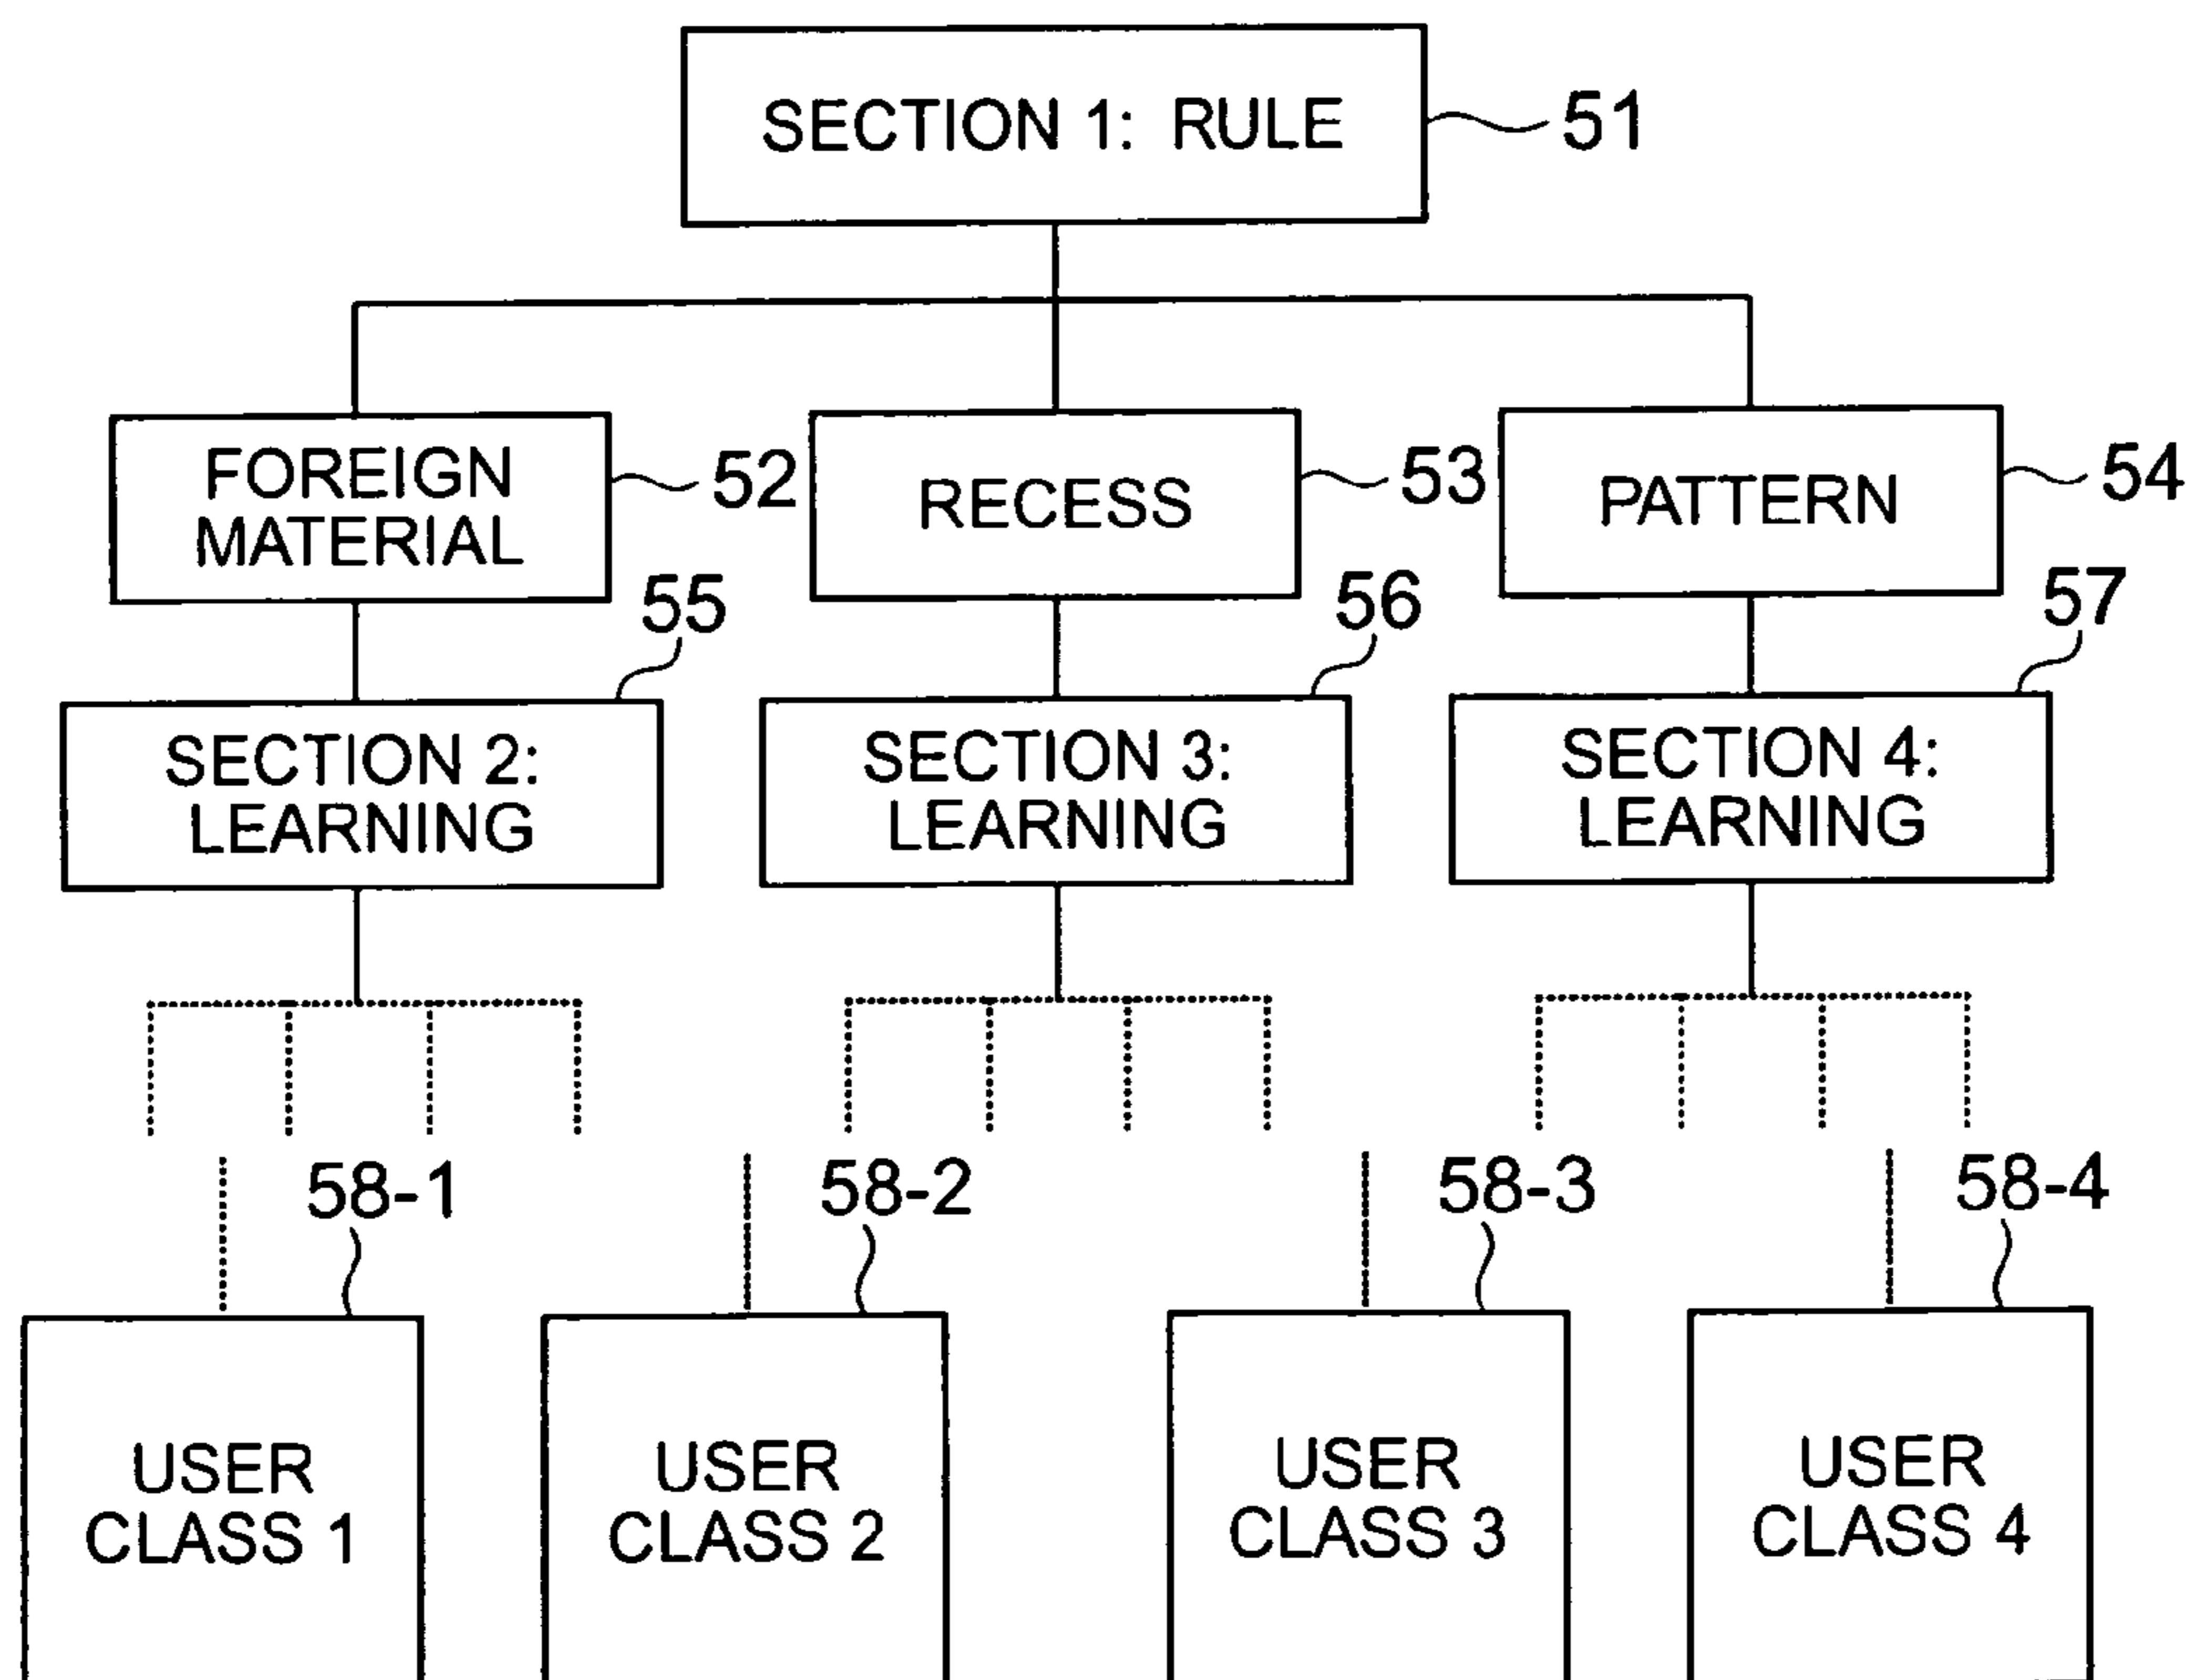 SECTION 1: RULE
51
FOREIGN
MATERIAL
52
RECESS
53
PATTERN
54
55
56
57
SECTION 2:
LEARNING
SECTION 3:
LEARNING
SECTION 4:
LEARNING
58-1
58-2
58-3
58-4
USER
CLASS 1
USER
CLASS 2
USER
CLASS 3
USER
CLASS 4